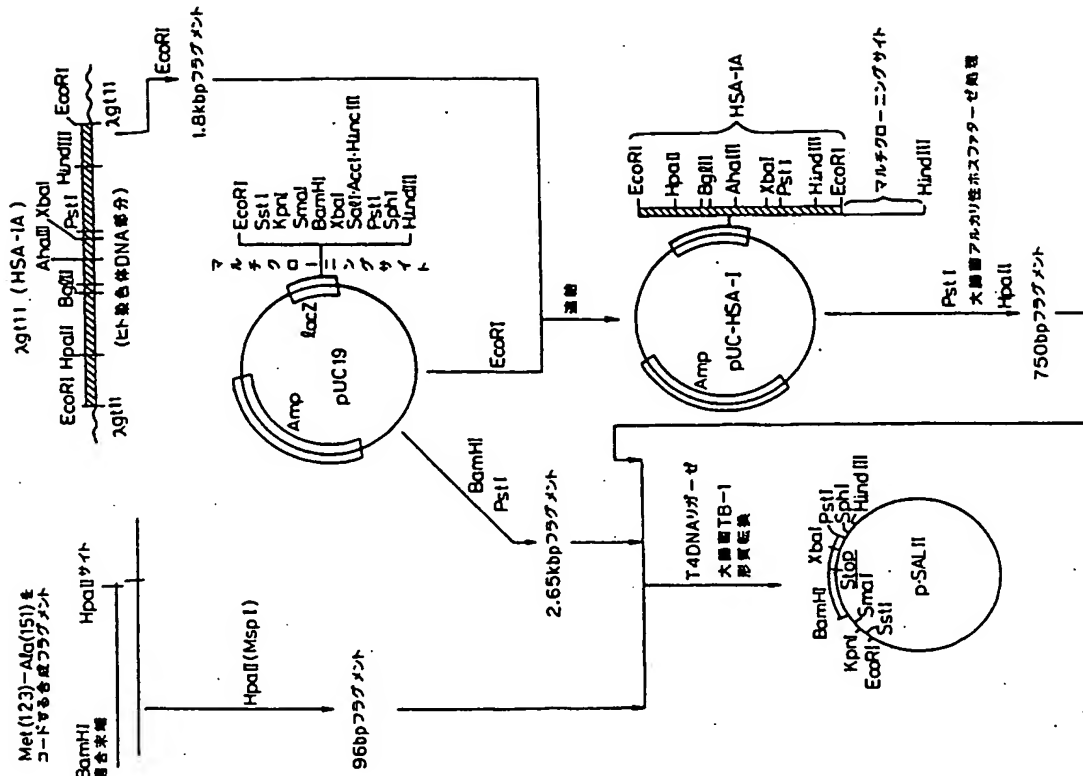 λgt11 (HSA-IA)
EcoRI
HpaII
BglII
AhaIII
XbaI
PstI
HindIII
EcoRI
λgt11
(ヒト染色体DNA部分)
λgt11
EcoRI
1.8kbpフラグメント
Met(123)−Ala(151)を
コードする合成フラグメント
BamHI
HpaIIサイト
HpaII(MspI)
96bpフラグメント
Amp
pUC19
lacZ
マルチクローニングサイト
EcoRI
SstI
KpnI
SmaI
BamHI
XbaI
SalI·AccI·HincII
PstI
SphI
HindIII
EcoRI
BamHI
PstI
2.65kbpフラグメント
連結
Amp
pUC-HSA-I
EcoRI
HpaII
BglII
AhaIII
XbaI
PstI
HindIII
EcoRI
HSA-IA
マルチクローニングサイト
HindIII
PstI
大腸菌アルカリ性ホスファターゼ処理
HpaII
750bpフラグメント
T4DNAリガーゼ
大腸菌TB-1
形質転換
BamHI
XbaI
PstI
SphI
HindIII
Stop
SmaI
KpnI
SstI
EcoRI
p-SALII